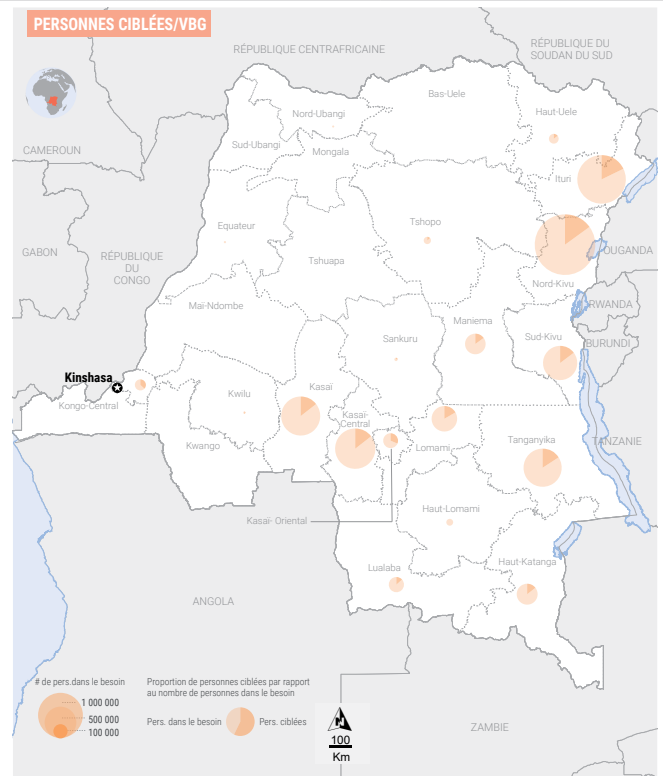 PERSONNES CIBLÉES/VBG
RÉPUBLIQUE CENTRAFRICAINE
RÉPUBLIQUE DU
SOUDAN DU SUD
Bas-Uele
Haut-Uele
Nord-Ubangi
CAMEROUN
Sud-Ubangi
Mongala
Ituri
Equateur
Tshopo
GABON
RÉPUBLIQUE
DU
CONGO
OUGANDA
Tshuapa
Nord-Kivu
Maï-Ndombe
RWANDA
Maniema
Sankuru
Sud-Kivu
BURUNDI
Kinshasa
Kasaï
Kwilu
Kongo-Central
Kasaï-
Central
Kwango
Lomami
Tanganyika
TANZANIE
Haut-Lomami
Kasaï- Oriental
Lualaba
Haut-Katanga
ANGOLA
# de pers.dans le besoin
1 000 000
500 000
100 000
Proportion de personnes ciblées par rapport
au nombre de personnes dans le besoin
Pers. dans le besoin
Pers. ciblées
N
100
Km
ZAMBIE